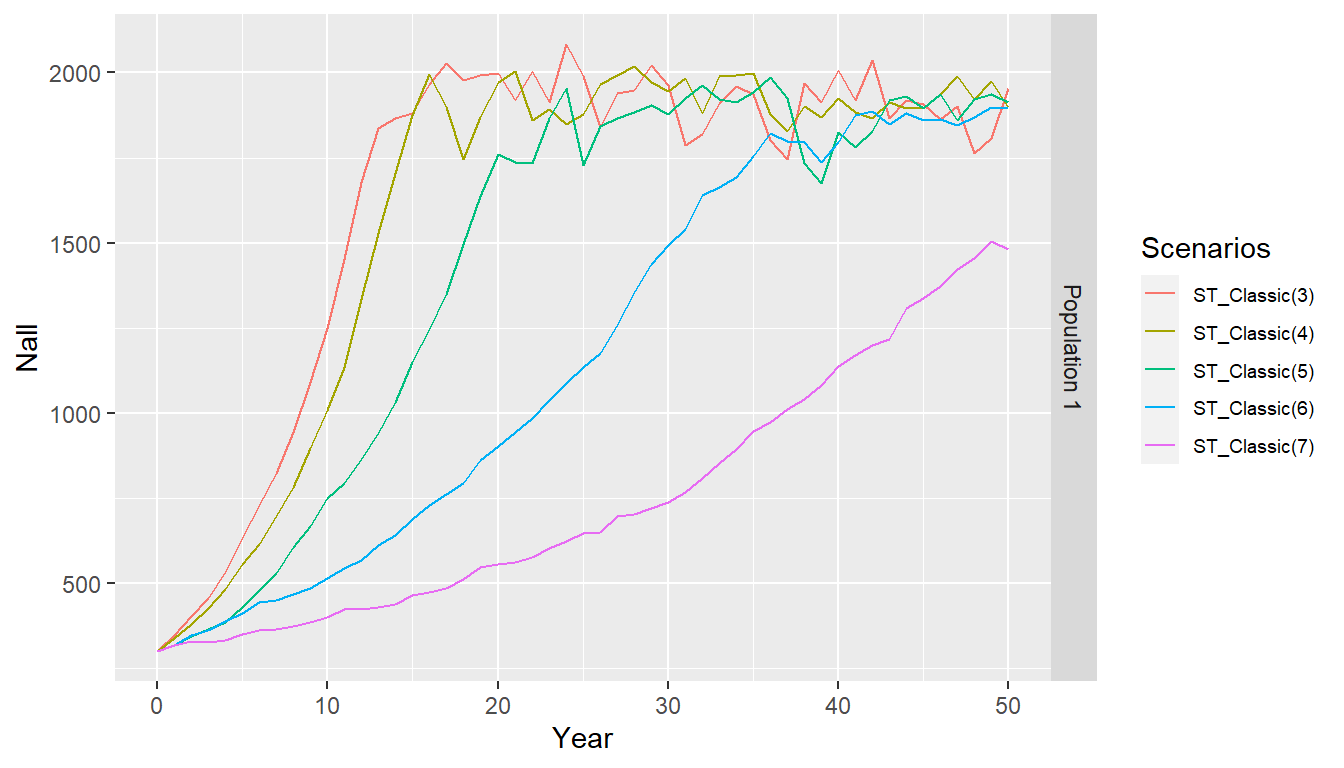 Nall
2000
1500
1000
500
0
10
20
30
40
50
Year
Population 1
Scenarios
ST_Classic(3)
ST_Classic(4)
ST_Classic(5)
ST_Classic(6)
ST_Classic(7)